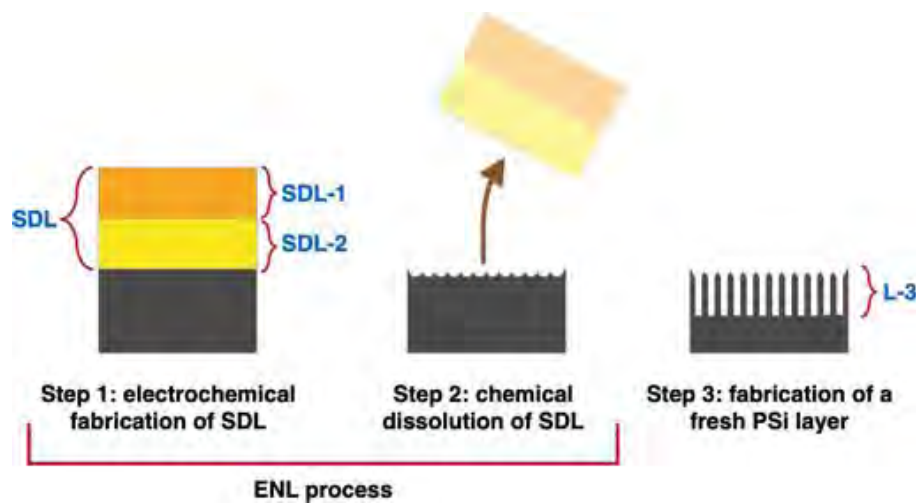 SDL
SDL-1
SDL-2
L-3
Step 1: electrochemical
fabrication of SDL
Step 2: chemical
dissolution of SDL
Step 3: fabrication of a
fresh PSi layer
ENL process